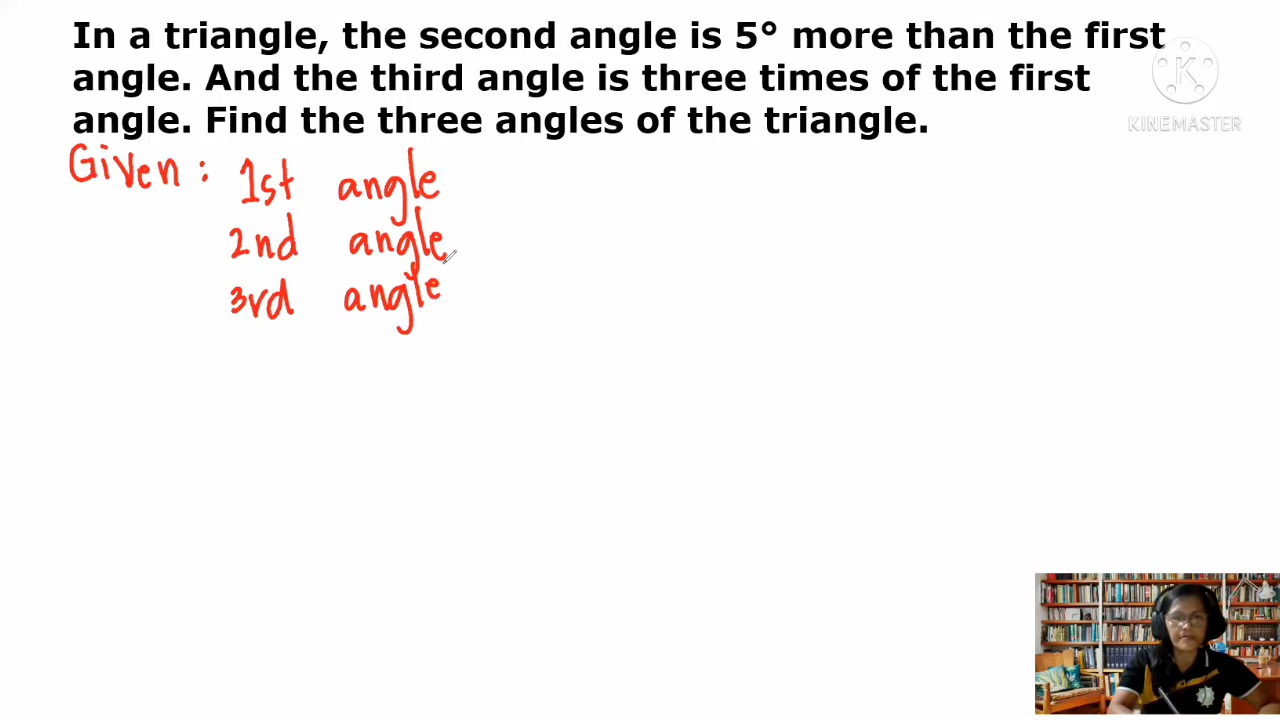 In a triangle, the second angle is 5° more than the first
angle. And the third angle is three times of the first
angle. Find the three angles of the triangle.
KINEMASTER
Given: 1st angle
2nd angle
3rd angle